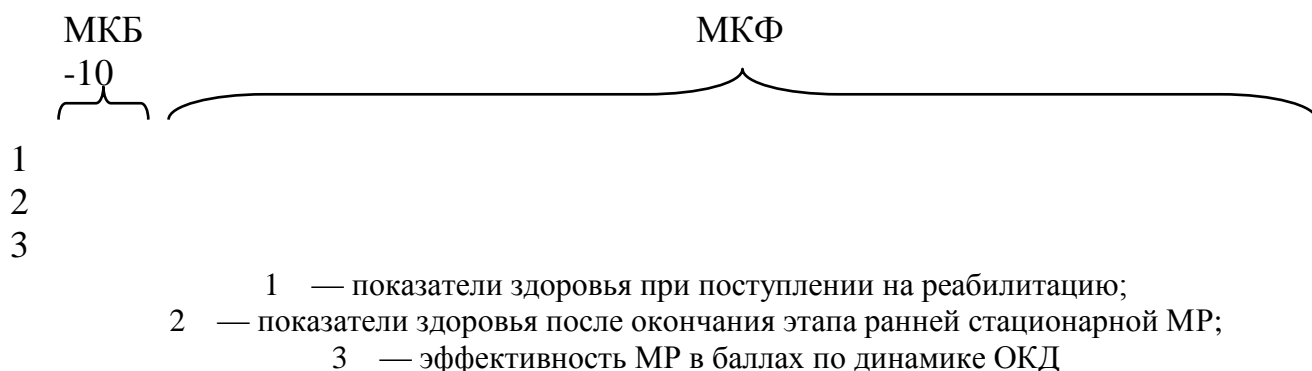 МКБ МКФ
-10
1
2
3
1 — показатели здоровья при поступлении на реабилитацию;
2 — показатели здоровья после окончания этапа ранней стационарной МР;
3 — эффективность МР в баллах по динамике ОКД